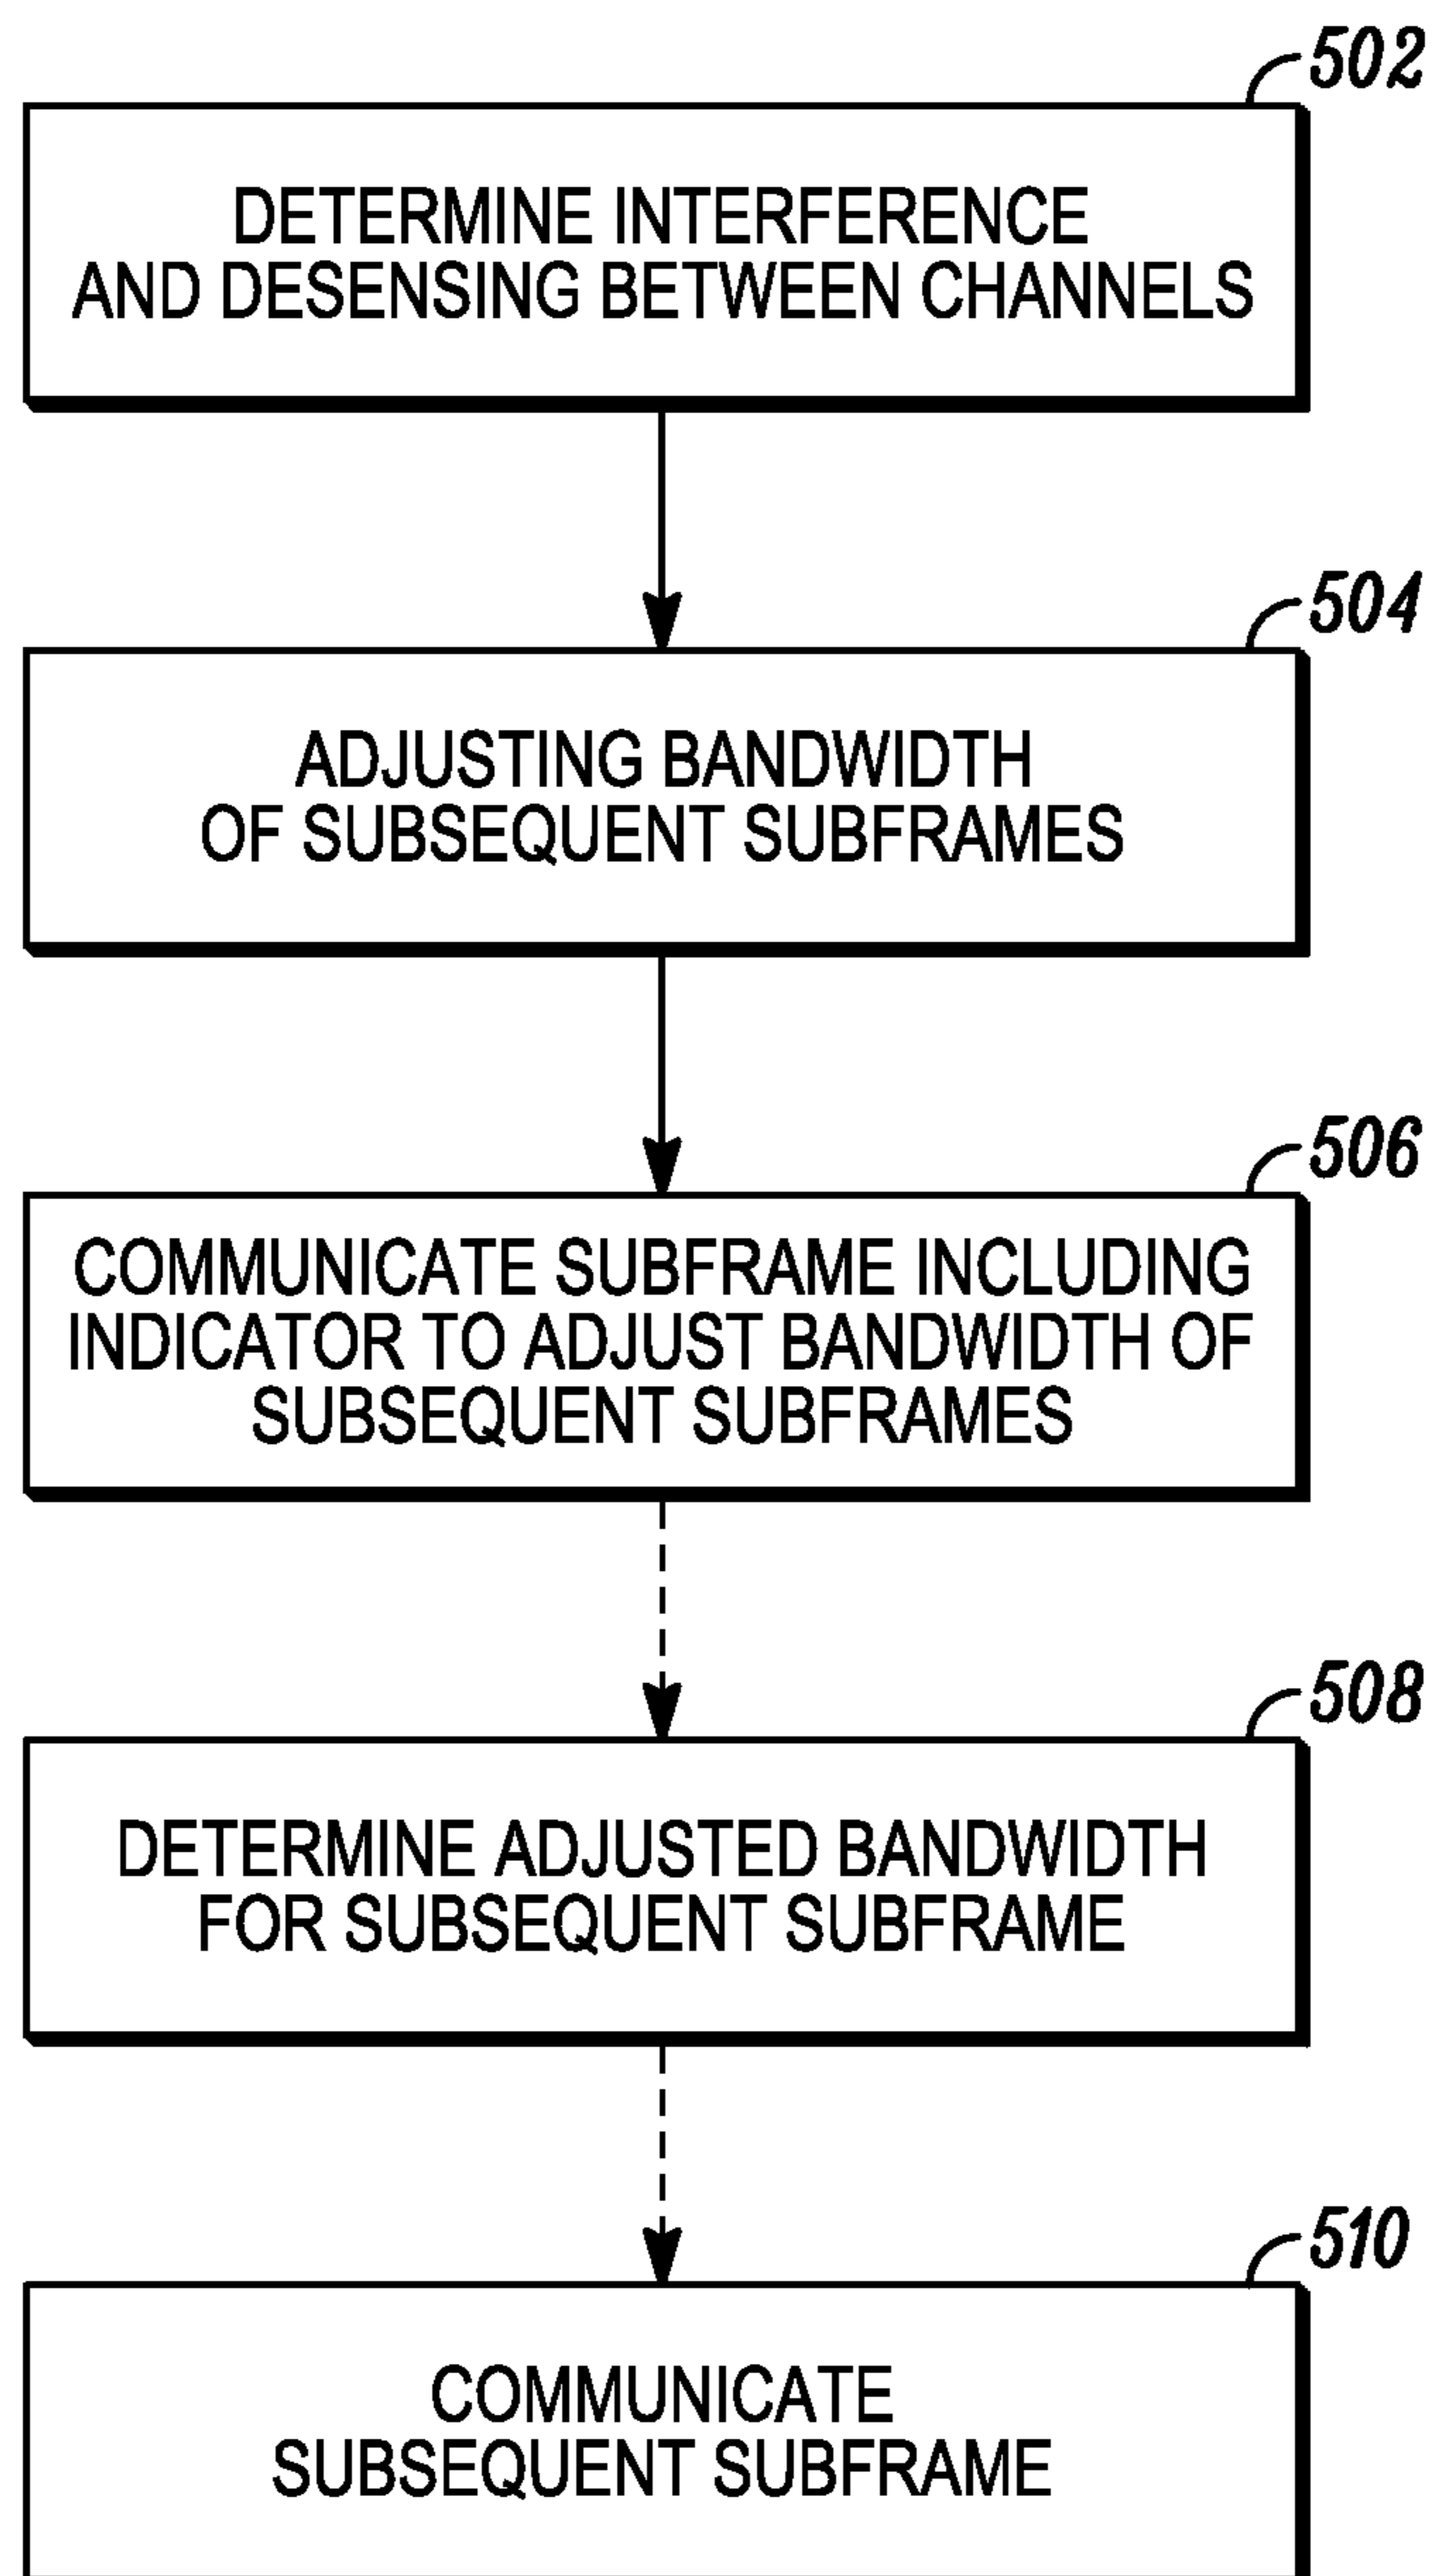 502
DETERMINE INTERFERENCE
AND DESENSING BETWEEN CHANNELS
504
ADJUSTING BANDWIDTH
OF SUBSEQUENT SUBFRAMES
506
COMMUNICATE SUBFRAME INCLUDING
INDICATOR TO ADJUST BANDWIDTH OF
SUBSEQUENT SUBFRAMES
508
DETERMINE ADJUSTED BANDWIDTH
FOR SUBSEQUENT SUBFRAME
510
COMMUNICATE
SUBSEQUENT SUBFRAME